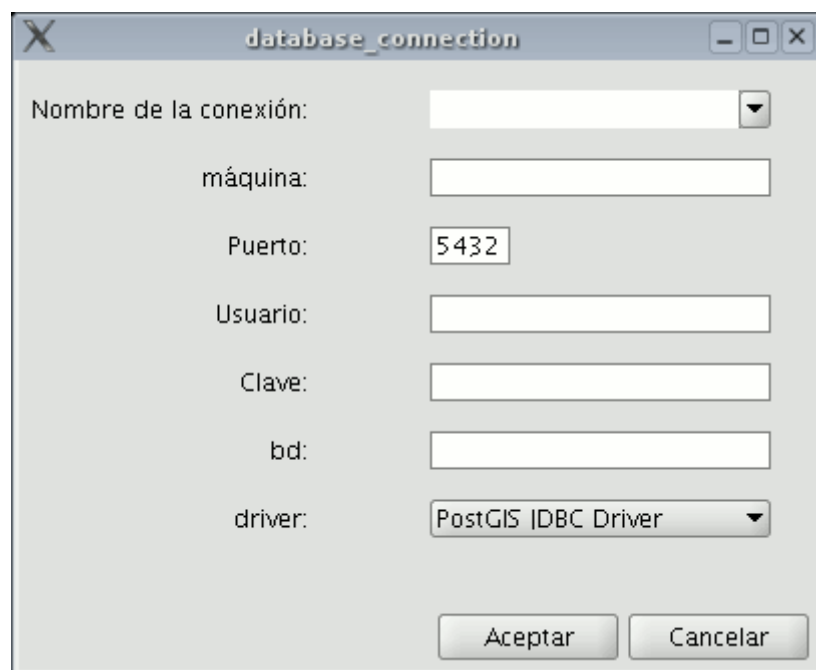 database_connection
Nombre de la conexión:
máquina:
Puerto: 5432
Usuario:
Clave:
bd:
driver: PostGIS JDBC Driver
Aceptar Cancelar